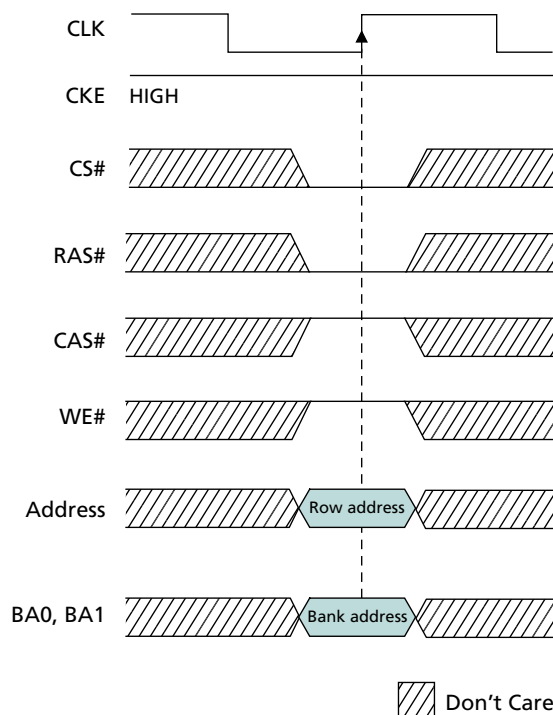 CLK
CKE HIGH
CS#
RAS#
CAS#
WE#
Address Row address
BA0, BA1 Bank address
Don't Care